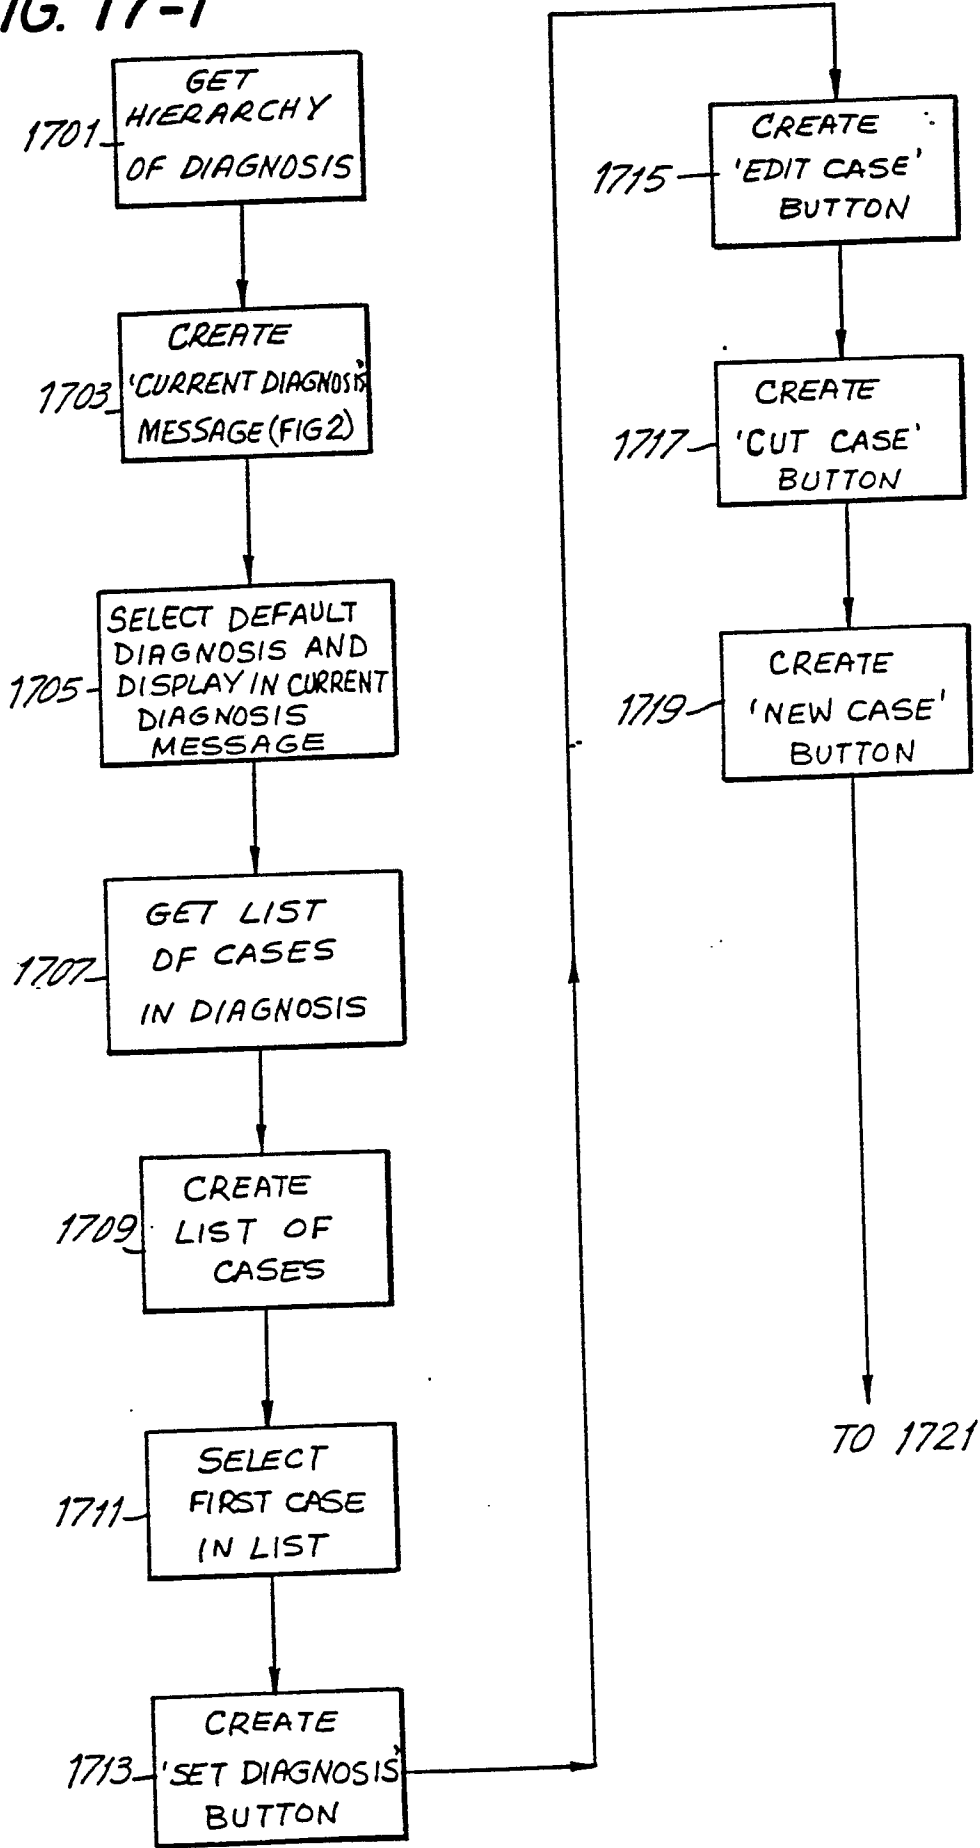 IG. 17-1
GET
HIERARCHY
OF DIAGNOSIS
1701
CREATE
'CURRENT DIAGNOSIS'
MESSAGE (FIG 2)
1703
SELECT DEFAULT
DIAGNOSIS AND
DISPLAY IN CURRENT
DIAGNOSIS
MESSAGE
1705
GET LIST
OF CASES
IN DIAGNOSIS
1707
CREATE
LIST OF
CASES
1709
SELECT
FIRST CASE
IN LIST
1711
CREATE
'SET DIAGNOSIS'
BUTTON
1713
CREATE
'EDIT CASE'
BUTTON
1715
CREATE
'CUT CASE'
BUTTON
1717
CREATE
'NEW CASE'
BUTTON
1719
TO 1721